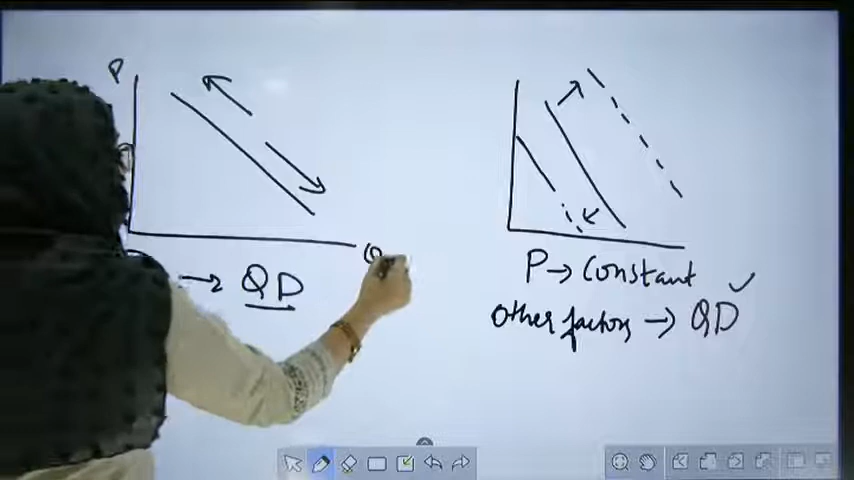 P
→ QD
P → Constant
Other factors → QD ✓